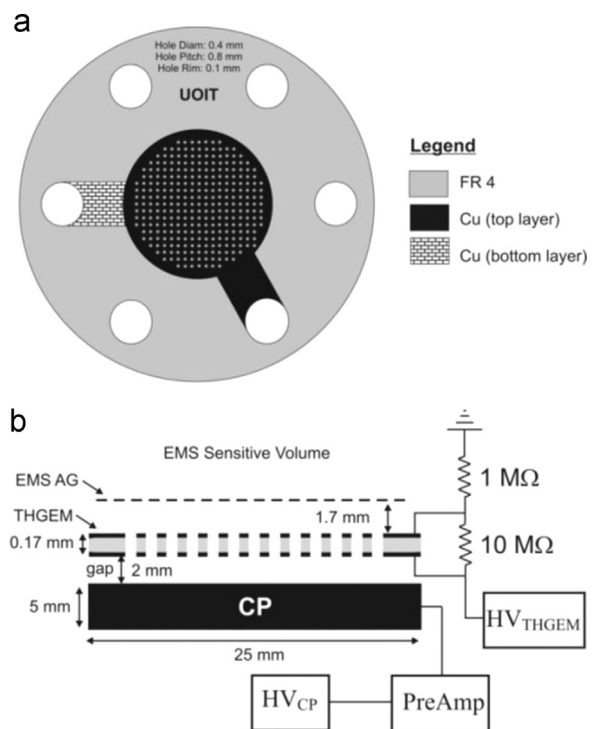 a
Hole Diam: 0.4 mm
Hole Pitch: 0.8 mm
Hole Rim: 0.1 mm
UOIT
Legend
FR 4
Cu (top layer)
Cu (bottom layer)
b
EMS Sensitive Volume
EMS AG
1 MΩ
THGEM
1.7 mm
0.17 mm
10 MΩ
gap
2 mm
5 mm
CP
HVTHGEM
25 mm
HVCP
PreAmp